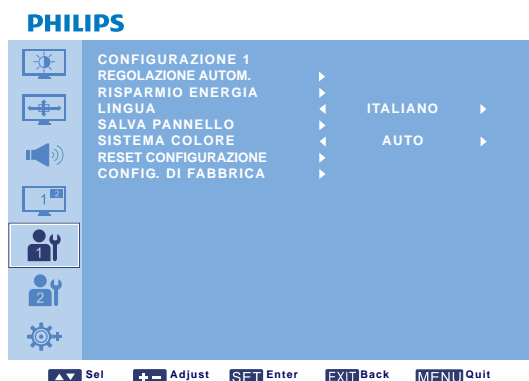 PHILIPS
CONFIGURAZIONE 1
REGOLAZIONE AUTOM.
RISPARMIO ENERGIA
LINGUA ITALIANO
SALVA PANNELLO
SISTEMA COLORE AUTO
RESET CONFIGURAZIONE
CONFIG. DI FABBRICA
1 2
1
2
Sel Adjust SET Enter EXIT Back MENU Quit